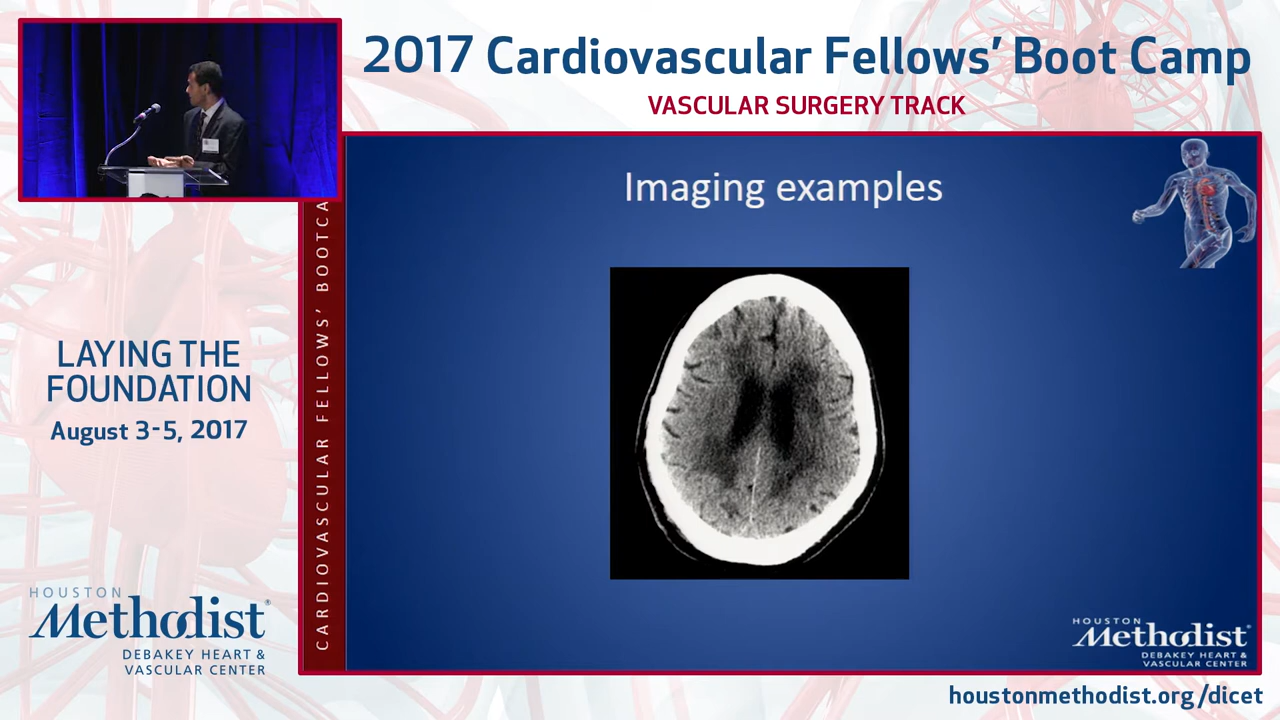 2017 Cardiovascular Fellows’ Boot Camp
VASCULAR SURGERY TRACK
Imaging examples
CARDIOVASCULAR FELLOWS’ BOOTCA
LAYING THE
FOUNDATION
August 3-5, 2017
HOUSTON
Methodist®
DEBAKEY HEART &
VASCULAR CENTER
HOUSTON
Methodist®
DEBAKEY HEART &
VASCULAR CENTER
houstonmethodist.org/dicet